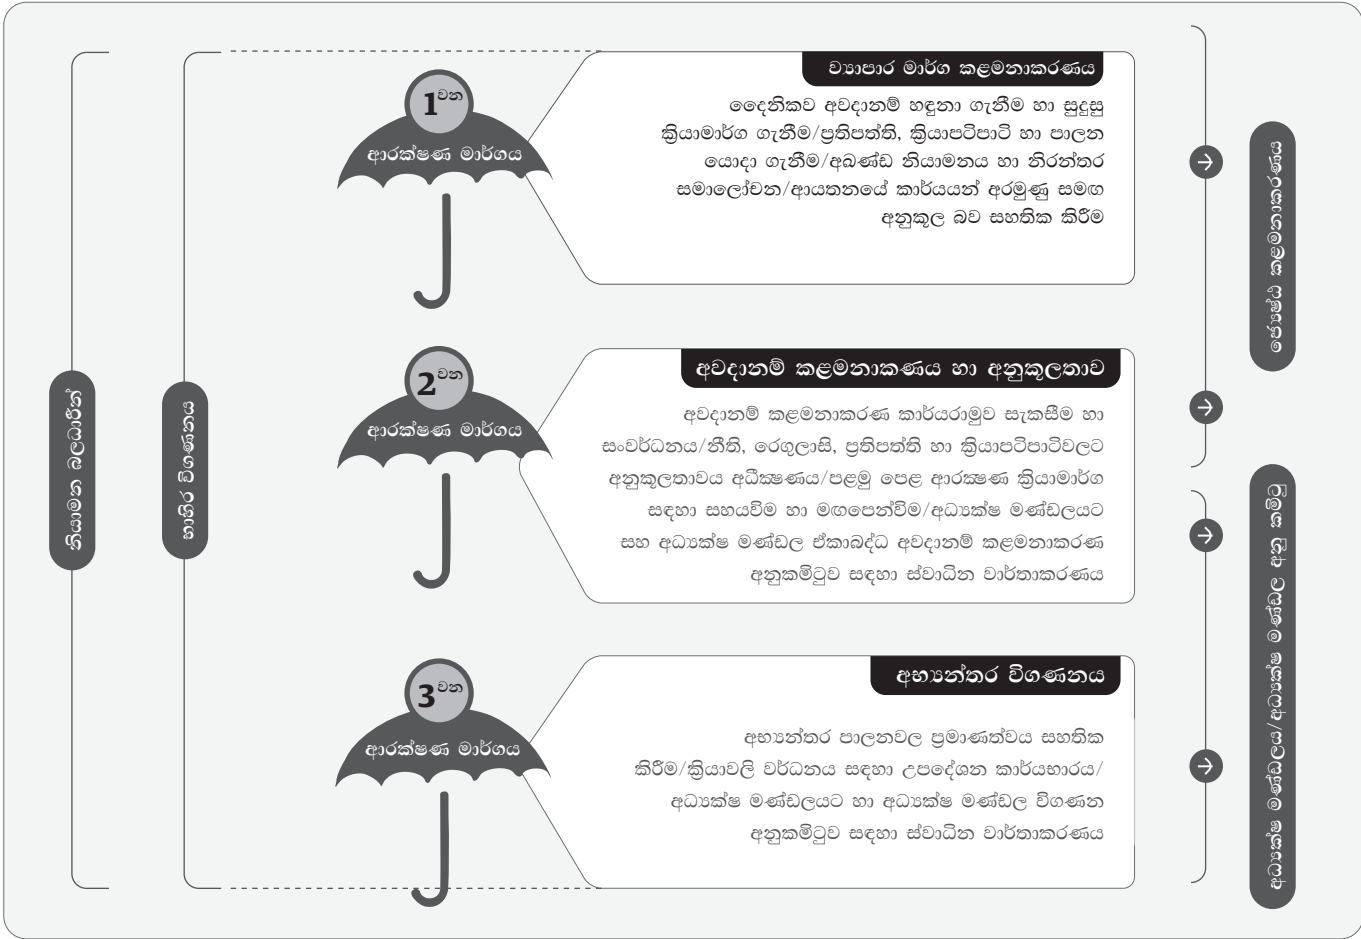 නියාමන බලධාරීන්
භාහිර විගණනය
1වන
ආරක්ෂණ මාර්ගය
ව්‍යාපාර මාර්ග කළමනාකරණය
දෛනිකව අවදානම් හඳුනා ගැනීම හා සුදුසු
ක්‍රියාමාර්ග ගැනීම/ප්‍රතිපත්ති, ක්‍රියාපටිපාටි හා පාලන
යොදා ගැනීම/අඛණ්ඩ නියාමනය හා නිරන්තර
සමාලෝචන/ආයතනයේ කාර්යයන් අරමුණු සමඟ
අනුකූල බව සහතික කිරීම
2වන
ආරක්ෂණ මාර්ගය
අවදානම් කළමනාකණය හා අනුකූලතාව
අවදානම් කළමනාකරණ කාර්යරාමුව සැකසීම හා
සංවර්ධනය/නීති, රෙගුලාසි, ප්‍රතිපත්ති හා ක්‍රියාපටිපාටිවලට
අනුකූලතාවය අධීක්‍ෂණය/පළමු පෙළ ආරක්‍ෂණ ක්‍රියාමාර්ග
සඳහා සහයවීම හා මඟපෙන්වීම/අධ්‍යක්ෂ මණ්ඩලයට
සහ අධ්‍යක්ෂ මණ්ඩල ඒකාබද්ධ අවදානම් කළමනාකරණ
අනුකමිටුව සඳහා ස්වාධීන වාර්තාකරණය
3වන
ආරක්ෂණ මාර්ගය
අභ්‍යන්තර විගණනය
අභ්‍යන්තර පාලනවල ප්‍රමාණත්වය සහතික
කිරීම/ක්‍රියාවලි වර්ධනය සඳහා උපදේශන කාර්යභාරය/
අධ්‍යක්ෂ මණ්ඩලයට හා අධ්‍යක්ෂ මණ්ඩල විගණන
අනුකමිටුව සඳහා ස්වාධීන වාර්තාකරණය
ජ්‍යෙෂ්ඨ කළමනාකාරණය
අධ්‍යක්ෂ මණ්ඩලය/අධ්‍යක්ෂ මණ්ඩල අනු කමිටු